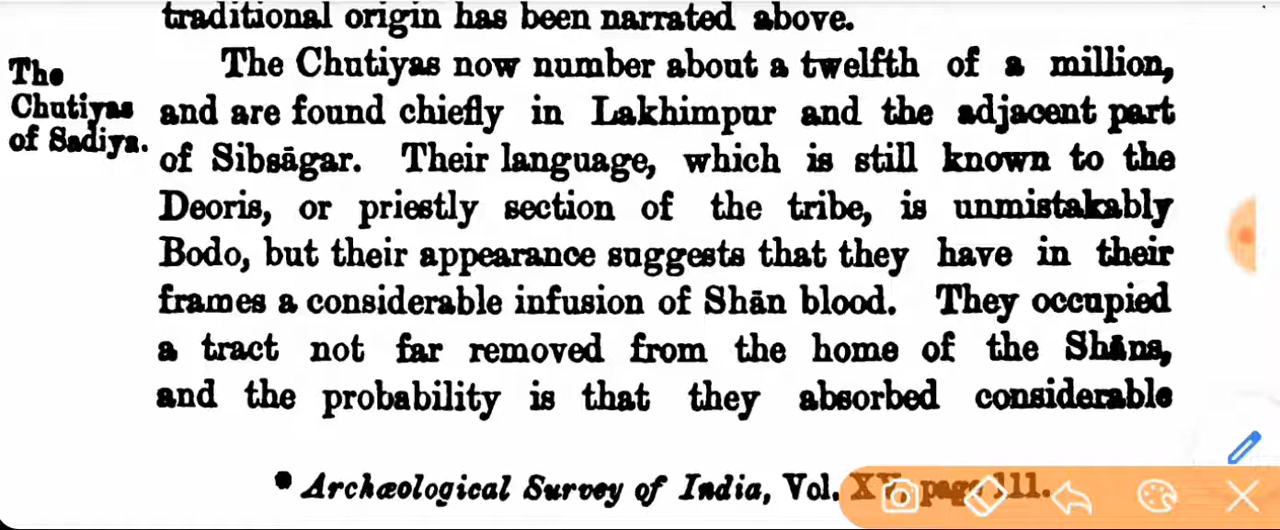 traditional origin has been narrated above.
The
Chutiyas
of Sadiya.
The Chutiyas now number about a twelfth of a million,
and are found chiefly in Lakhimpur and the adjacent part
of Sibsāgar. Their language, which is still known to the
Deoris, or priestly section of the tribe, is unmistakably
Bodo, but their appearance suggests that they have in their
frames a considerable infusion of Shān blood. They occupied
a tract not far removed from the home of the Shāns,
and the probability is that they absorbed considerable
* Archæological Survey of India, Vol. page 111.